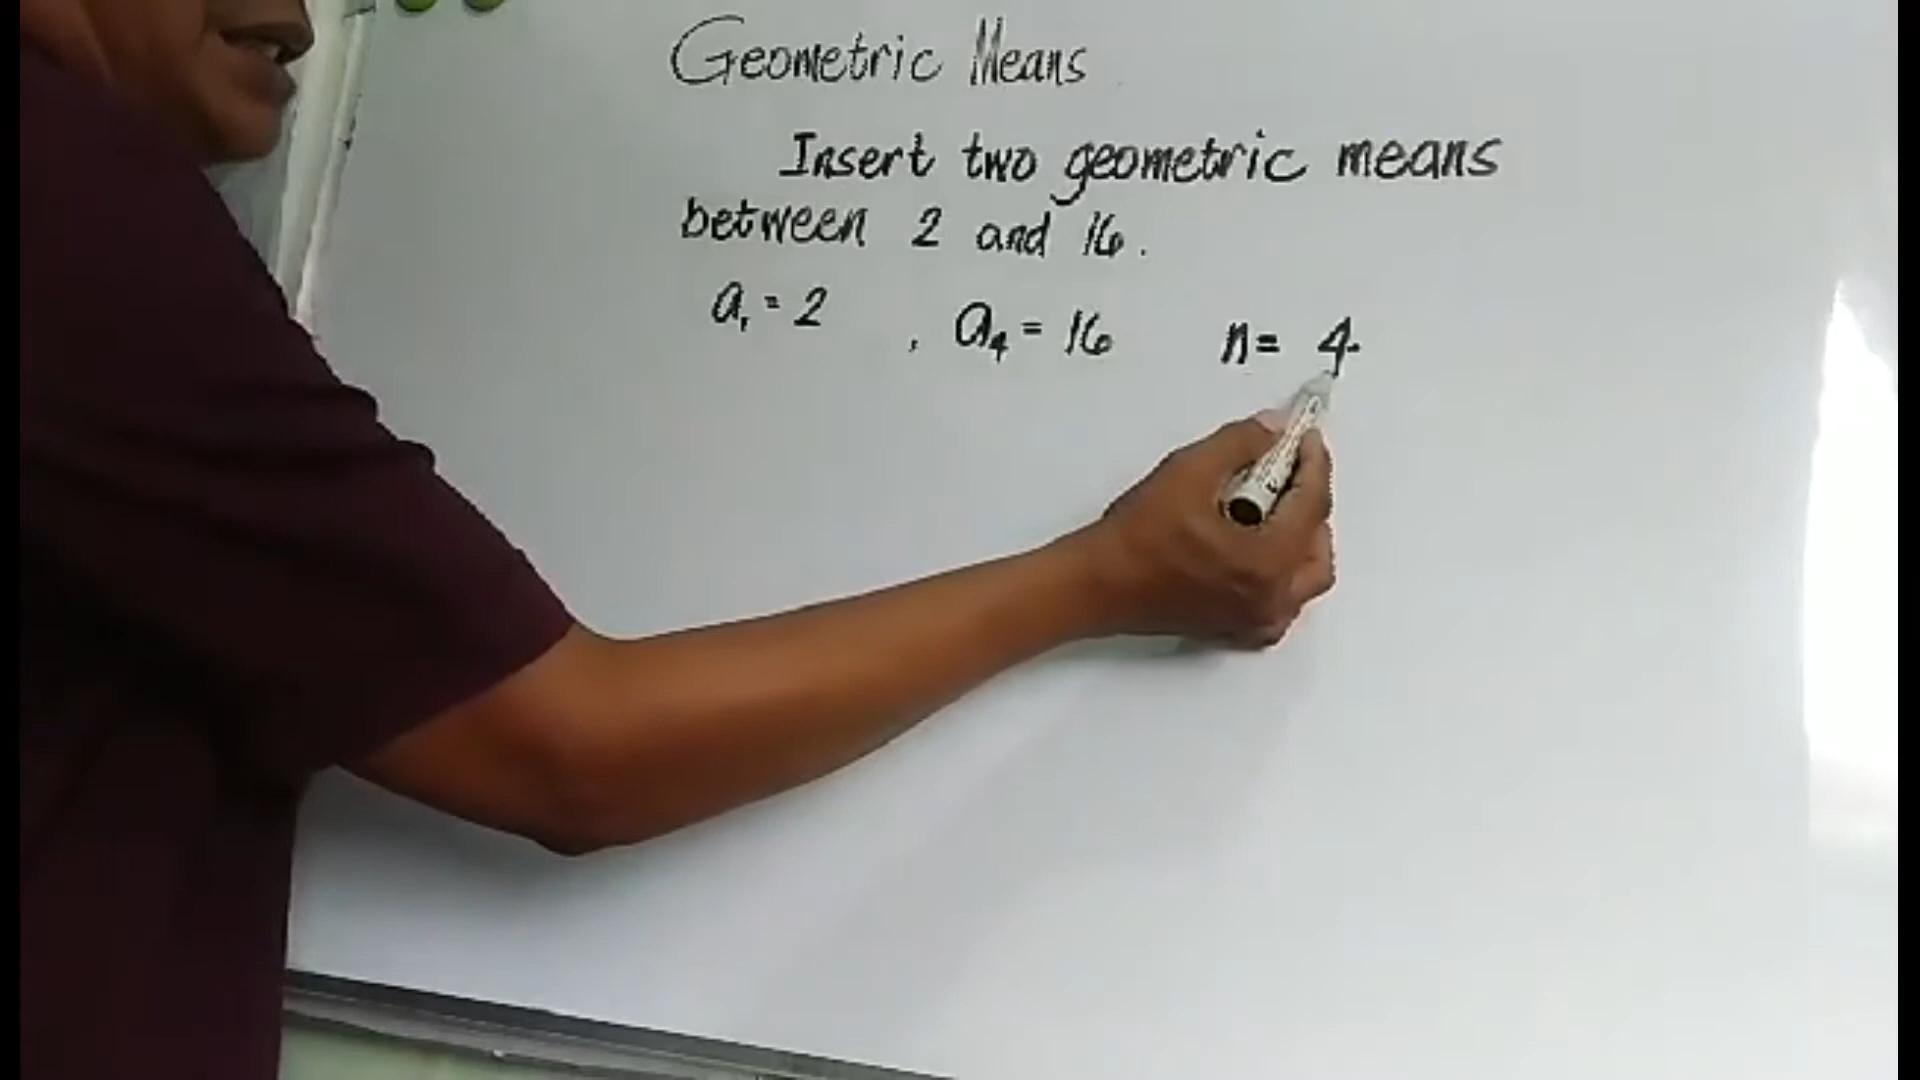 Geometric Means
Insert two geometric means
between 2 and 16.
a₁ = 2 , a₄ = 16 n = 4